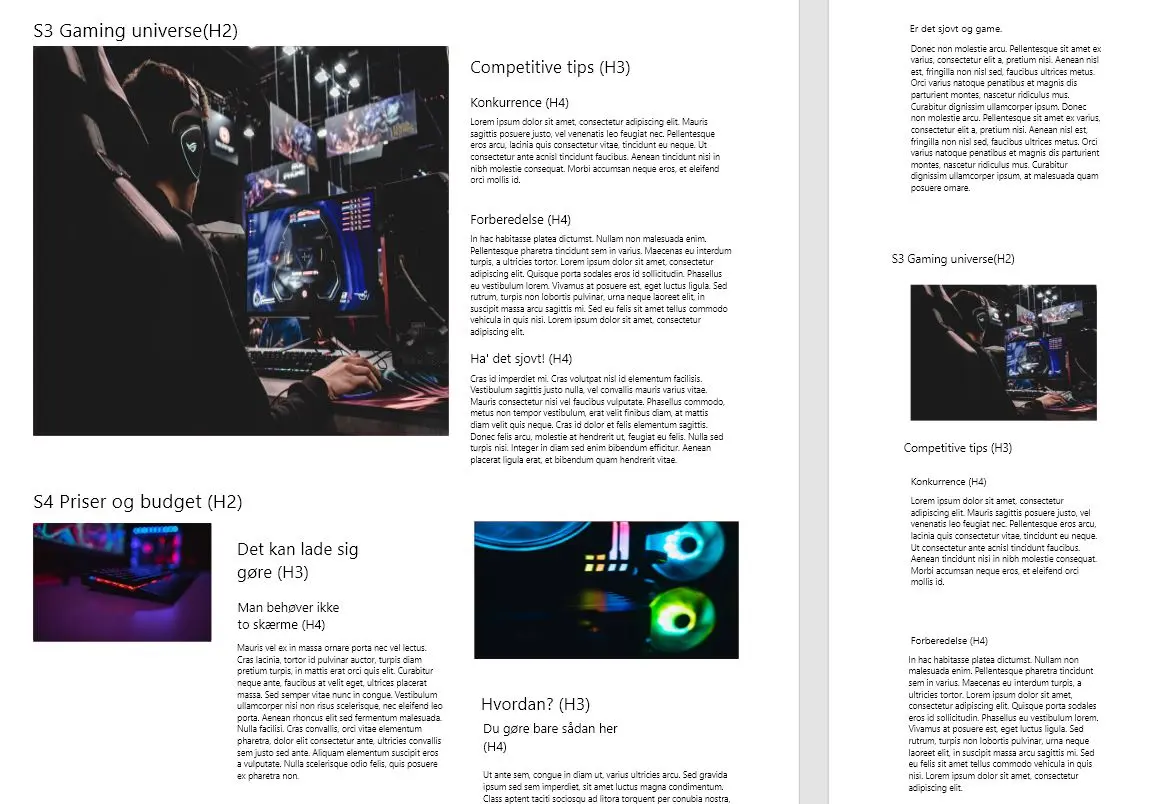 S3 Gaming universe(H2)
Competitive tips (H3)
Konkurrence (H4)
Lorem ipsum dolor sit amet, consectetur adipiscing elit. Mauris
sagittis posuere justo, vel venenatis leo feugiat nec. Pellentesque
eros arcu, lacinia quis consectetur vitae, tincidunt eu neque. Ut
consectetur ante acnisl tincidunt faucibus. Aenean tincidunt nisi in
nibh molestie consequat. Morbi accumsan neque eros, et eleifend
orci mollis id.
Forberedelse (H4)
In hac habitasse platea dictumst. Nullam non malesuada enim.
Pellentesque pharetra tincidunt sem in varius. Maecenas eu interdum
turpis, a ultricies tortor. Lorem ipsum dolor sit amet, consectetur
adipiscing elit. Quisque porta sodales eros id sollicitudin. Phasellus
eu vestibulum lorem. Vivamus at posuere est, eget luctus ligula. Sed
rutrum, turpis non lobortis pulvinar, urna neque laoreet elit, in
suscipit massa arcu sagittis mi. Sed eu felis sit amet tellus commodo
vehicula in quis nisi. Lorem ipsum dolor sit amet, consectetur
adipiscing elit.
Ha' det sjovt! (H4)
Cras id imperdiet mi. Cras volutpat nisl id elementum facilisis.
Vestibulum sagittis justo nulla, vel convallis mauris varius vitae.
Mauris consectetur nisi vel faucibus vulputate. Phasellus commodo,
metus non tempor vestibulum, erat velit finibus diam, at mattis
diam velit quis neque. Cras id dolor et felis elementum sagittis.
Donec felis arcu, molestie at hendrerit ut, feugiat eu felis. Nulla sed
turpis nisi. Integer in diam sed enim bibendum efficitur. Aenean
placerat ligula erat, et bibendum quam hendrerit vitae.
S4 Priser og budget (H2)
Det kan lade sig
gøre (H3)
Man behøver ikke
to skærme (H4)
Mauris vel ex in massa ornare porta nec vel lectus.
Cras lacinia, tortor id pulvinar auctor, turpis diam
pretium turpis, in mattis erat orci quis elit. Curabitur
neque ante, faucibus at velit eget, ultrices placerat
massa. Sed semper vitae nunc in congue. Vestibulum
ullamcorper nisi non risus scelerisque, nec eleifend leo
porta. Aenean rhoncus elit sed fermentum malesuada.
Nulla facilisi. Cras convallis, orci vitae elementum
pharetra, dolor elit consectetur ante, ultricies convallis
sem justo sed ante. Aliquam elementum suscipit eros
a vulputate. Nulla scelerisque odio felis, quis posuere
ex pharetra non.
Hvordan? (H3)
Du gøre bare sådan her
(H4)
Ut ante sem, congue in diam ut, varius ultricies arcu. Sed gravida
ipsum sed sem imperdiet, sit amet luctus magna condimentum.
Class aptent taciti sociosqu ad litora torquent per conubia nostra,
Er det sjovt og game.
Donec non molestie arcu. Pellentesque sit amet ex
varius, consectetur elit a, pretium nisi. Aenean nisl
est, fringilla non nisl sed, faucibus ultrices metus.
Orci varius natoque penatibus et magnis dis
parturient montes, nascetur ridiculus mus.
Curabitur dignissim ullamcorper ipsum. Donec
non molestie arcu. Pellentesque sit amet ex varius,
consectetur elit a, pretium nisi. Aenean nisl est,
fringilla non nisl sed, faucibus ultrices metus. Orci
varius natoque penatibus et magnis dis parturient
montes, nascetur ridiculus mus. Curabitur
dignissim ullamcorper ipsum, at malesuada quam
posuere ornare.
S3 Gaming universe(H2)
Competitive tips (H3)
Konkurrence (H4)
Lorem ipsum dolor sit amet, consectetur
adipiscing elit. Mauris sagittis posuere justo, vel
venenatis leo feugiat nec. Pellentesque eros arcu,
lacinia quis consectetur vitae, tincidunt eu neque.
Ut consectetur ante acnisl tincidunt faucibus.
Aenean tincidunt nisi in nibh molestie consequat.
Morbi accumsan neque eros, et eleifend orci
mollis id.
Forberedelse (H4)
In hac habitasse platea dictumst. Nullam non
malesuada enim. Pellentesque pharetra tincidunt
sem in varius. Maecenas eu interdum turpis, a
ultricies tortor. Lorem ipsum dolor sit amet,
consectetur adipiscing elit. Quisque porta sodales
eros id sollicitudin. Phasellus eu vestibulum lorem.
Vivamus at posuere est, eget luctus ligula. Sed
rutrum, turpis non lobortis pulvinar, urna neque
laoreet elit, in suscipit massa arcu sagittis mi. Sed
eu felis sit amet tellus commodo vehicula in quis
nisi. Lorem ipsum dolor sit amet, consectetur
adipiscing elit.